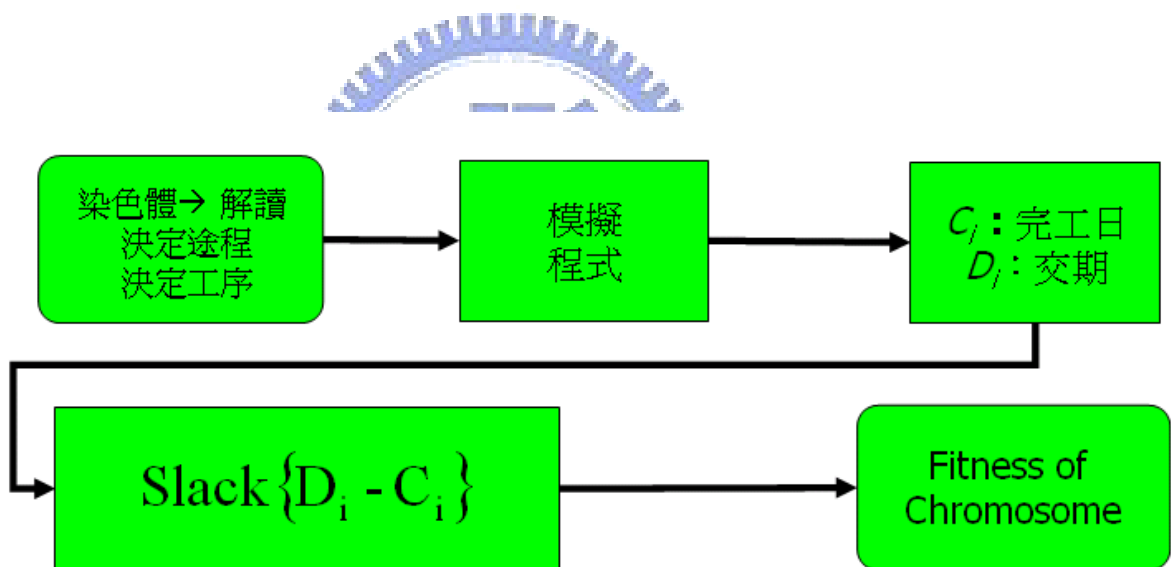 染色體→ 解讀
決定途程
決定工序
模擬
程式
Ci：完工日
Di：交期
Slack{Di - Ci}
Fitness of
Chromosome